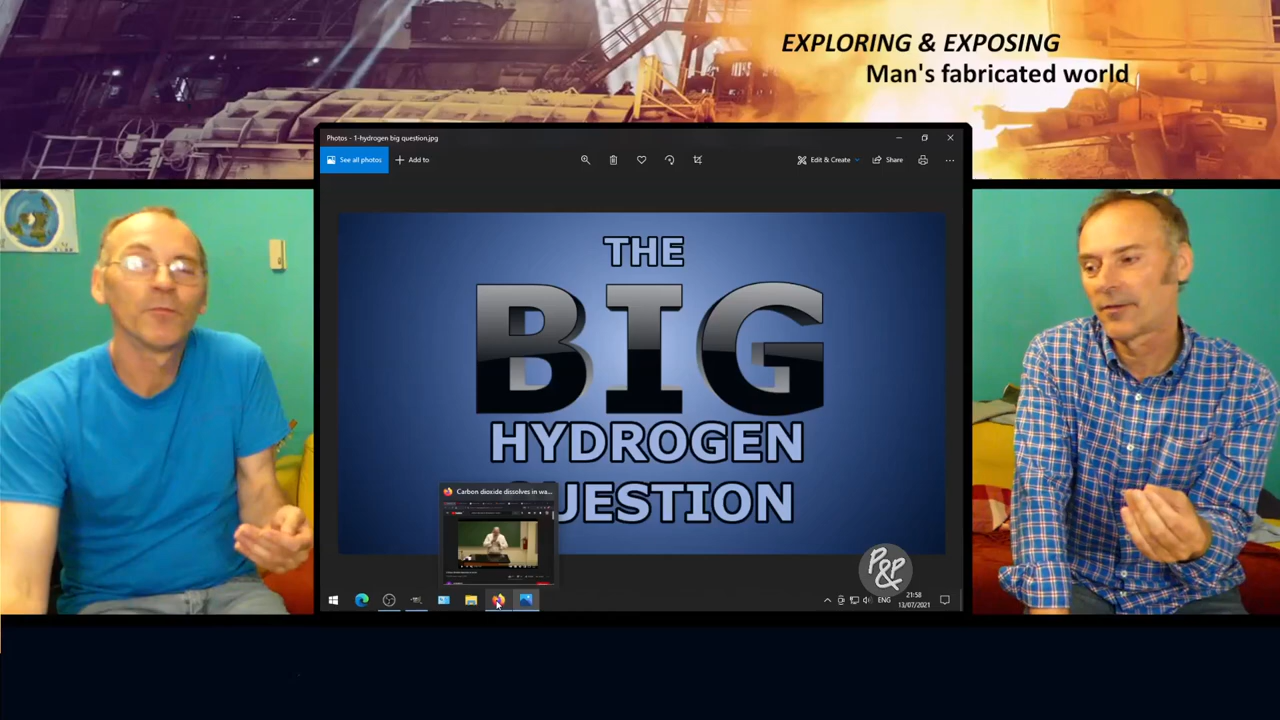 EXPLORING & EXPOSING
Man's fabricated world
Photos - 1-hydrogen big question.jpg
See all photos
Add to
Edit & Create
Share
THE
BIG
HYDROGEN
UESTION
Carbon dioxide dissolves in wa...
P&P
ENG
21:58
13/07/2021